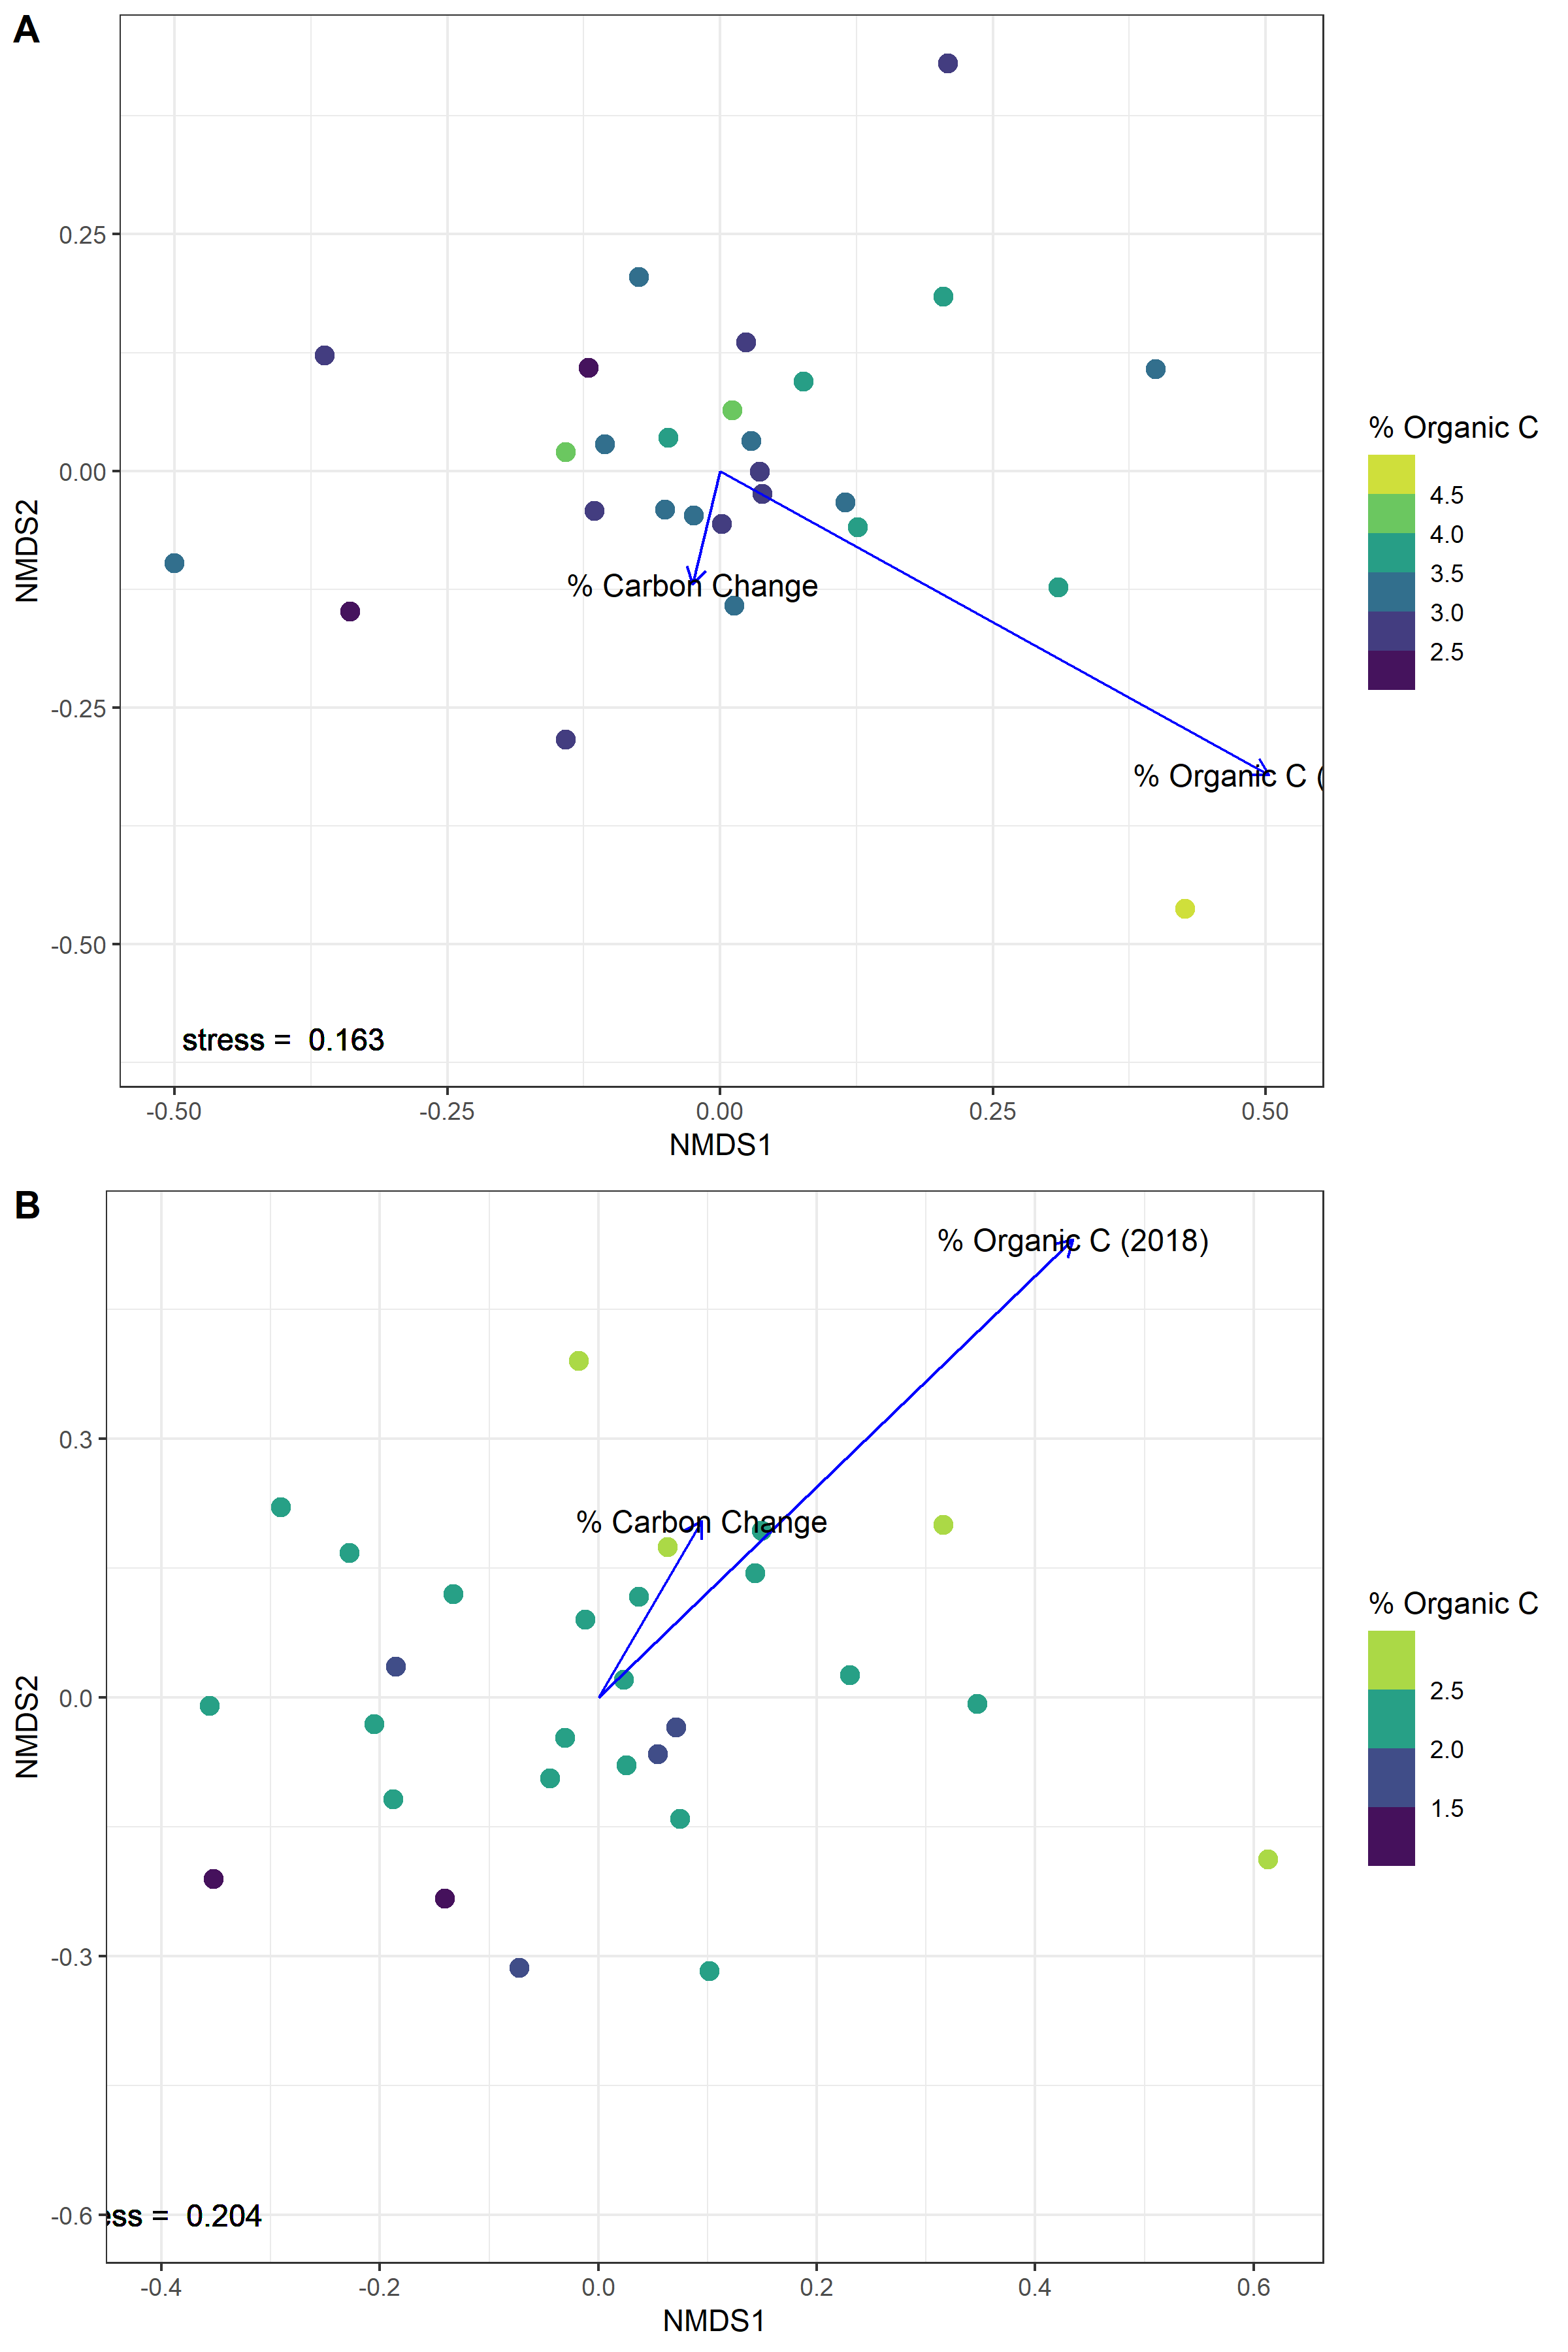 A
NMDS2
0.25
0.00
-0.25
-0.50
% Carbon Change
% Organic C (
stress = 0.163
-0.50 -0.25 0.00 0.25 0.50
NMDS1
% Organic C
4.5
4.0
3.5
3.0
2.5
B
NMDS2
0.3
0.0
-0.3
-0.6
% Organic C (2018)
% Carbon Change
ess = 0.204
-0.4 -0.2 0.0 0.2 0.4 0.6
NMDS1
% Organic C
2.5
2.0
1.5